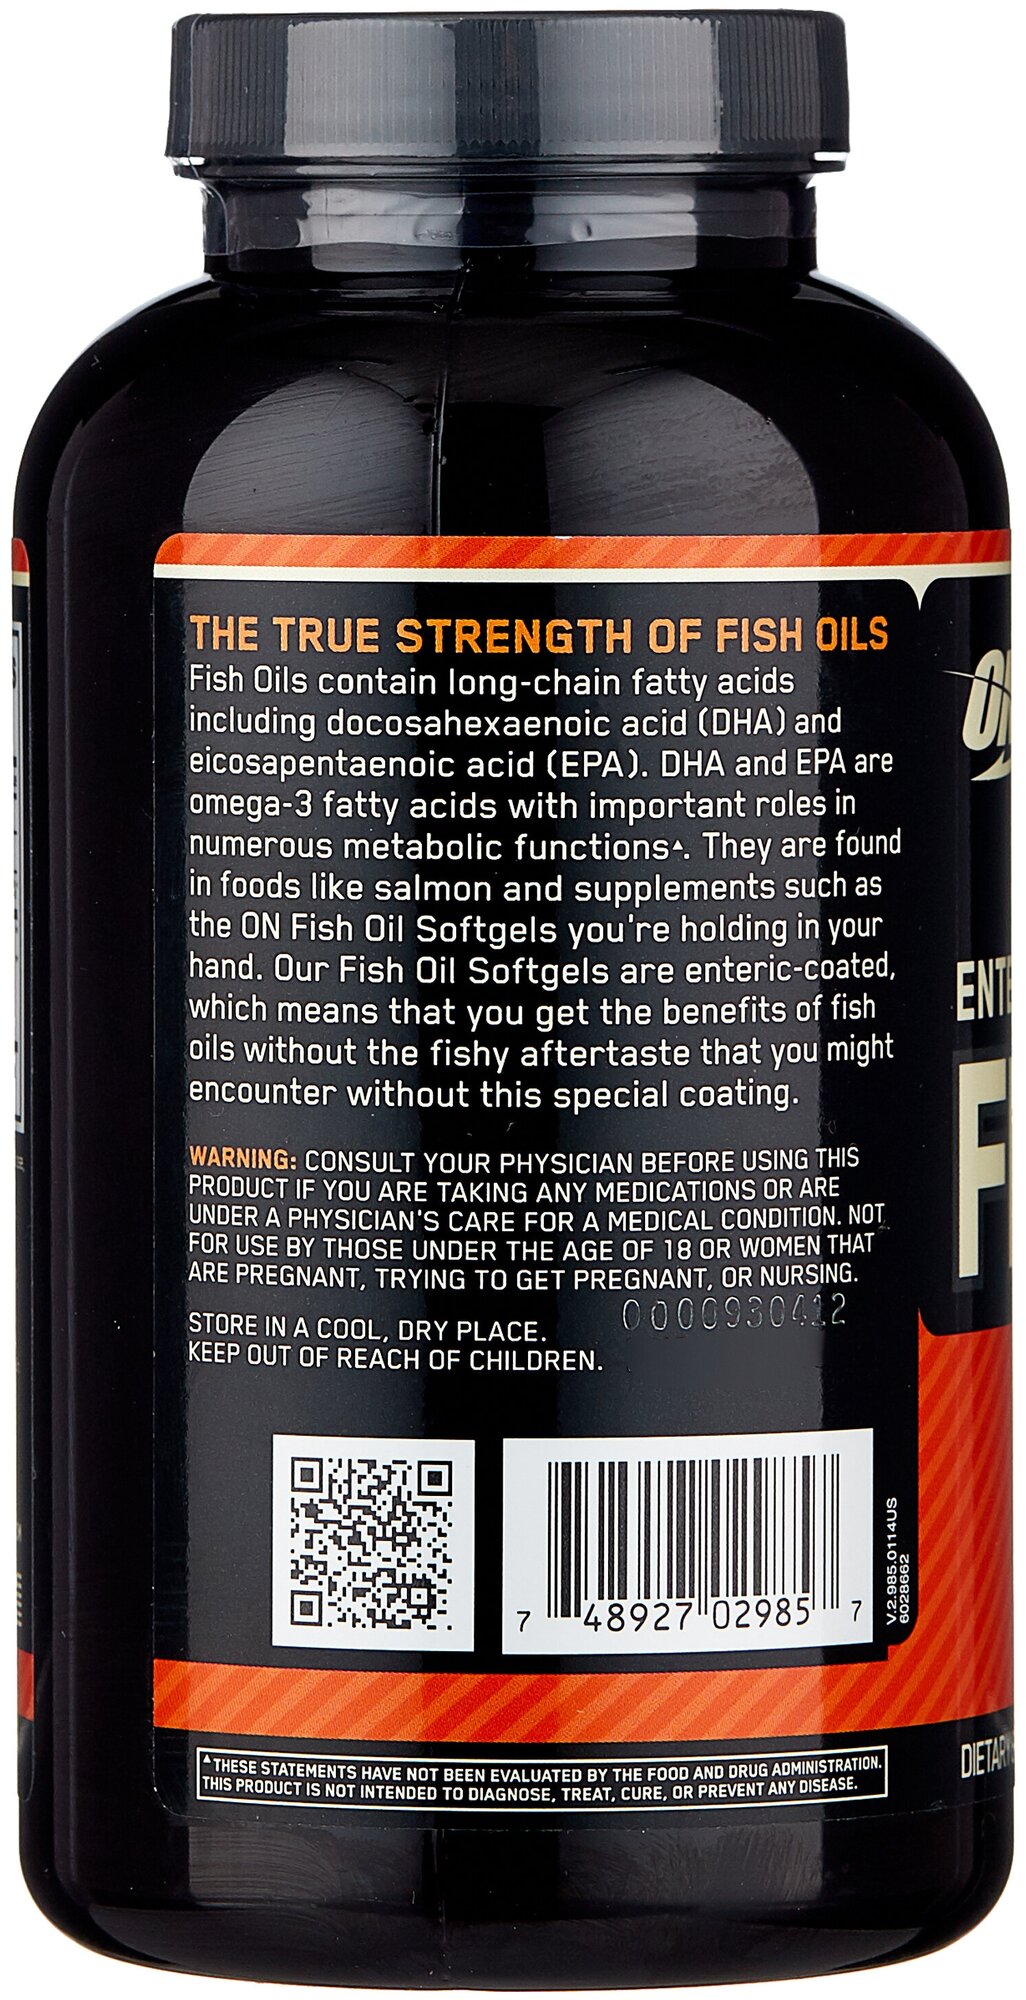 THE TRUE STRENGTH OF FISH OILS
Fish Oils contain long-chain fatty acids
including docosahexaenoic acid (DHA) and
eicosapentaenoic acid (EPA). DHA and EPA are
omega-3 fatty acids with important roles in
numerous metabolic functions▲. They are found
in foods like salmon and supplements such as
the ON Fish Oil Softgels you're holding in your
hand. Our Fish Oil Softgels are enteric-coated,
which means that you get the benefits of fish
oils without the fishy aftertaste that you might
encounter without this special coating.
WARNING: CONSULT YOUR PHYSICIAN BEFORE USING THIS
PRODUCT IF YOU ARE TAKING ANY MEDICATIONS OR ARE
UNDER A PHYSICIAN'S CARE FOR A MEDICAL CONDITION. NOT
FOR USE BY THOSE UNDER THE AGE OF 18 OR WOMEN THAT
ARE PREGNANT, TRYING TO GET PREGNANT, OR NURSING.
0000930412
STORE IN A COOL, DRY PLACE.
KEEP OUT OF REACH OF CHILDREN.
7 48927 02985 7
V.2.985.0114US
6028662
▲THESE STATEMENTS HAVE NOT BEEN EVALUATED BY THE FOOD AND DRUG ADMINISTRATION.
THIS PRODUCT IS NOT INTENDED TO DIAGNOSE, TREAT, CURE, OR PREVENT ANY DISEASE.
ON
ENTE
F
DIETARY